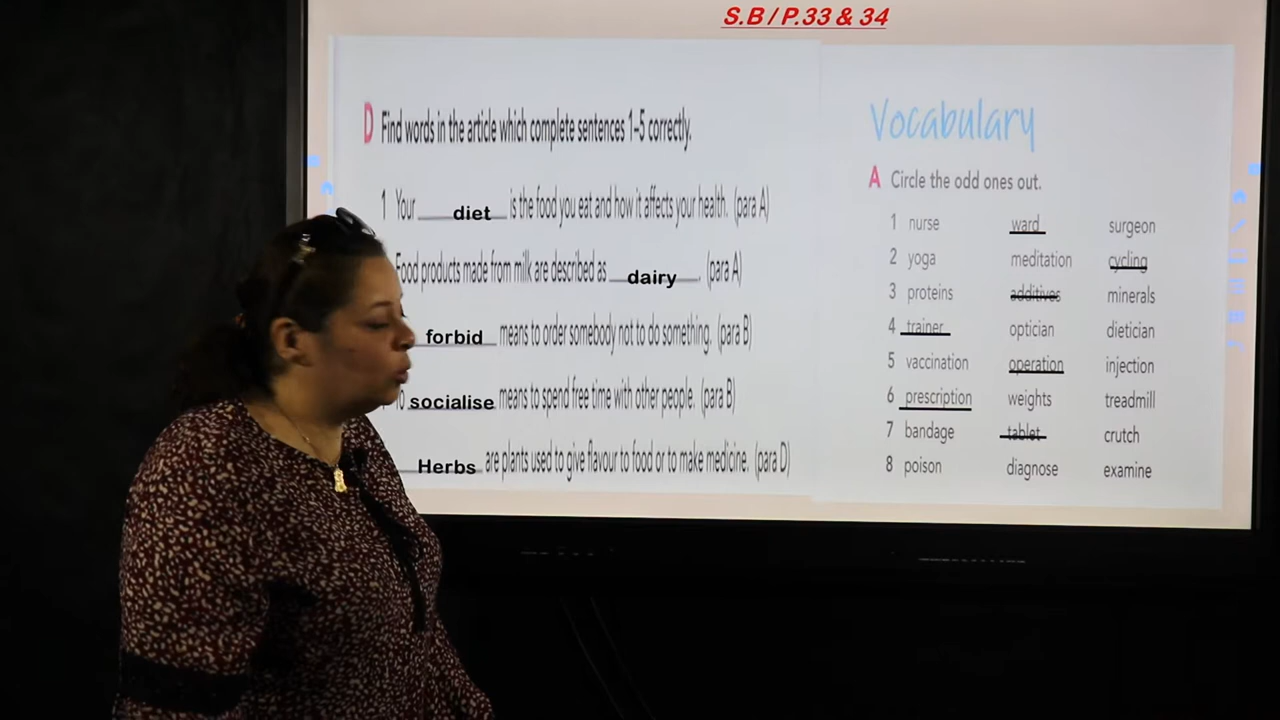 S.B / P.33 & 34
D Find words in the article which complete sentences 1-5 correctly.
1 Your diet is the food you eat and how it affects your health. (para A)
Food products made from milk are described as dairy. (para A)
forbid means to order somebody not to do something. (para B)
To socialise means to spend free time with other people. (para B)
Herbs are plants used to give flavour to food or to make medicine. (para D)
Vocabulary
A Circle the odd ones out.
1 nurse ward surgeon
2 yoga meditation cycling
3 proteins additives minerals
4 trainer optician dietician
5 vaccination operation injection
6 prescription weights treadmill
7 bandage tablet crutch
8 poison diagnose examine